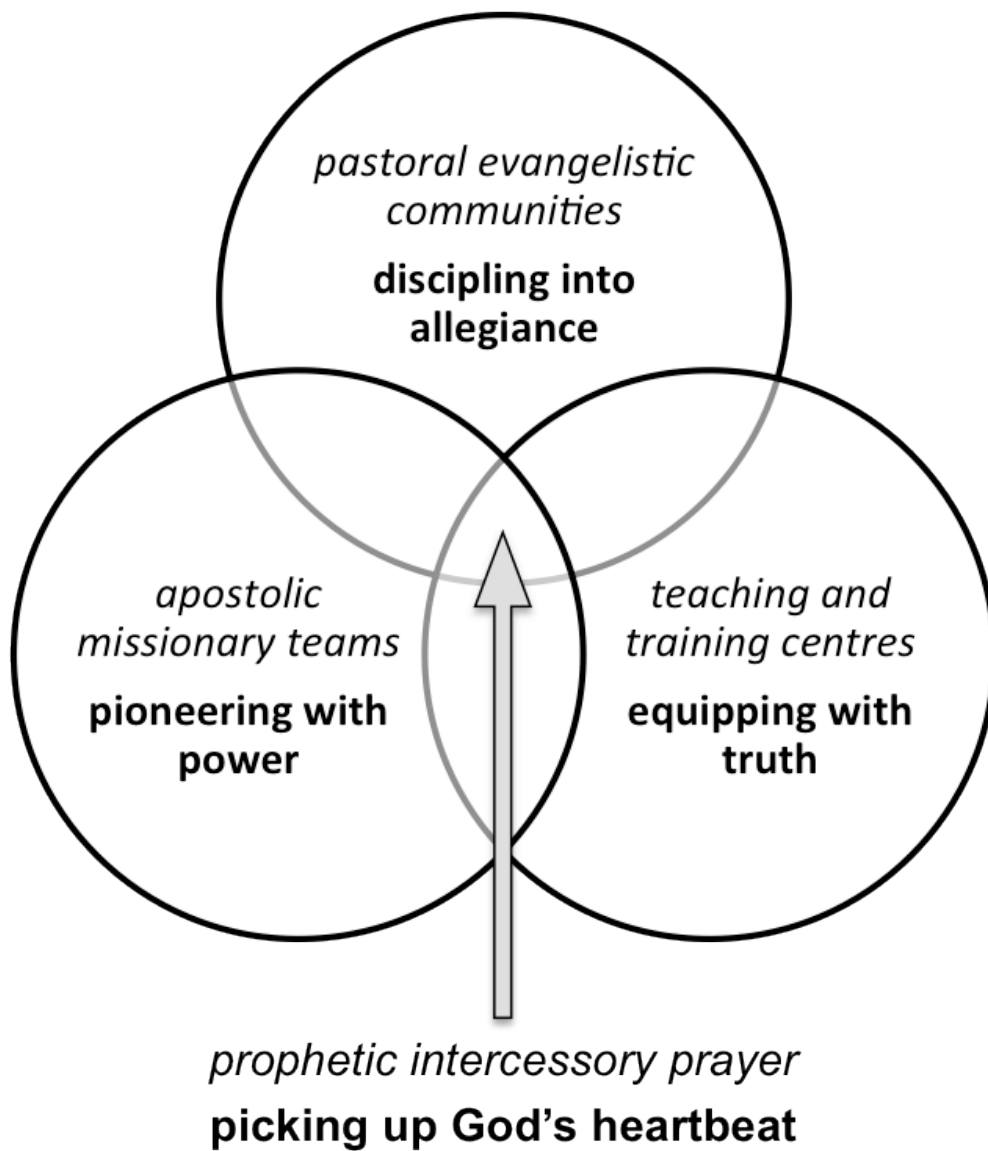 pastoral evangelistic
communities
discipling into
allegiance
apostolic
missionary teams
pioneering with
power
teaching and
training centres
equipping with
truth
prophetic intercessory prayer
picking up God’s heartbeat